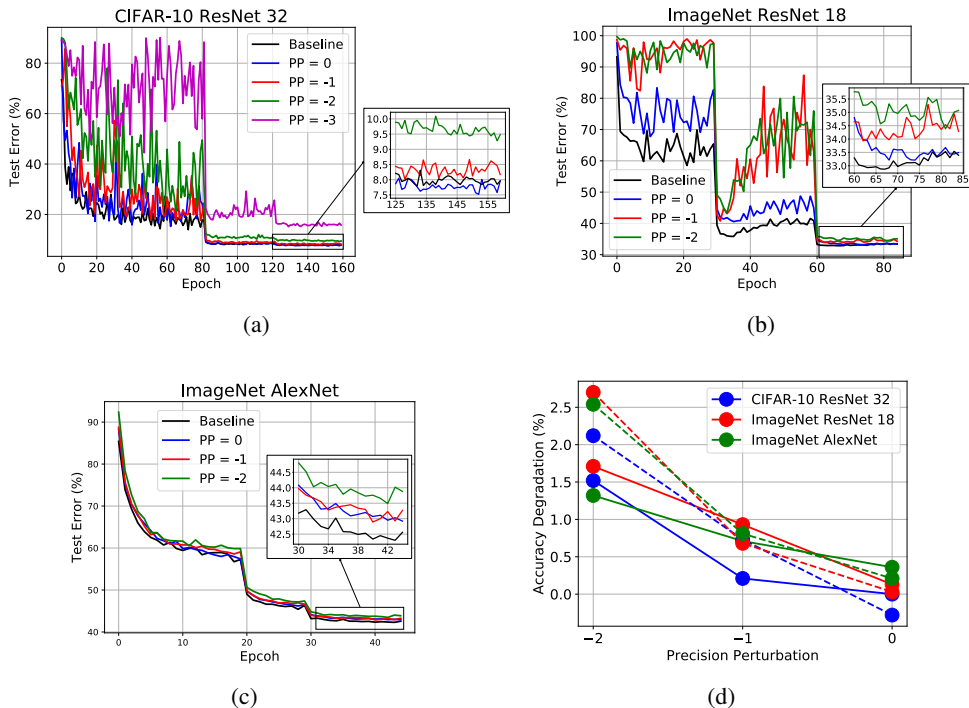 CIFAR-10 ResNet 32
Test Error (%)
80
60
40
20
Baseline
PP = 0
PP = -1
PP = -2
PP = -3
10.0
9.5
9.0
8.5
8.0
7.5
125 135 145 155
0 20 40 60 80 100 120 140 160
Epoch
(a)
ImageNet ResNet 18
Test Error (%)
100
90
80
70
60
50
40
30
Baseline
PP = 0
PP = -1
PP = -2
35.5
35.0
34.5
34.0
33.5
33.0
60 65 70 75 80 85
0 20 40 60 80
Epoch
(b)
ImageNet AlexNet
Test Error (%)
90
80
70
60
50
40
Baseline
PP = 0
PP = -1
PP = -2
44.5
44.0
43.5
43.0
42.5
30 34 38 42
0 10 20 30 40
Epcoh
(c)
Accuracy Degradation (%)
2.5
2.0
1.5
1.0
0.5
0.0
CIFAR-10 ResNet 32
ImageNet ResNet 18
ImageNet AlexNet
−2 −1 0
Precision Perturbation
(d)